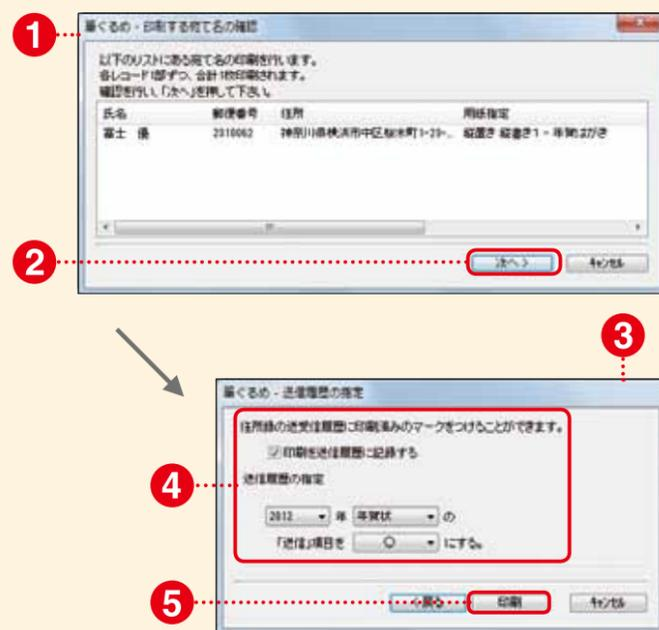 1
筆ぐるめ - 印刷する宛て名の確認
以下のリストにある宛て名の印刷を行います。
各レコード1部ずつ、合計1枚印刷されます。
確認を行い、「次へ」を押して下さい。
氏名 郵便番号 住所 用紙指定
富士 優 2310062 神奈川県横浜市中区桜木町1-20-... 縦置き 縦書き1 - 年賀はがき
2
次へ > キャンセル
3
筆ぐるめ - 送信履歴の指定
住所録の送受信履歴に印刷済みのマークをつけることができます。
印刷を送信履歴に記録する
4
送信履歴の指定
2012 年 年賀状 の
「送信」項目を ○ にする。
5
< 戻る 印刷 キャンセル